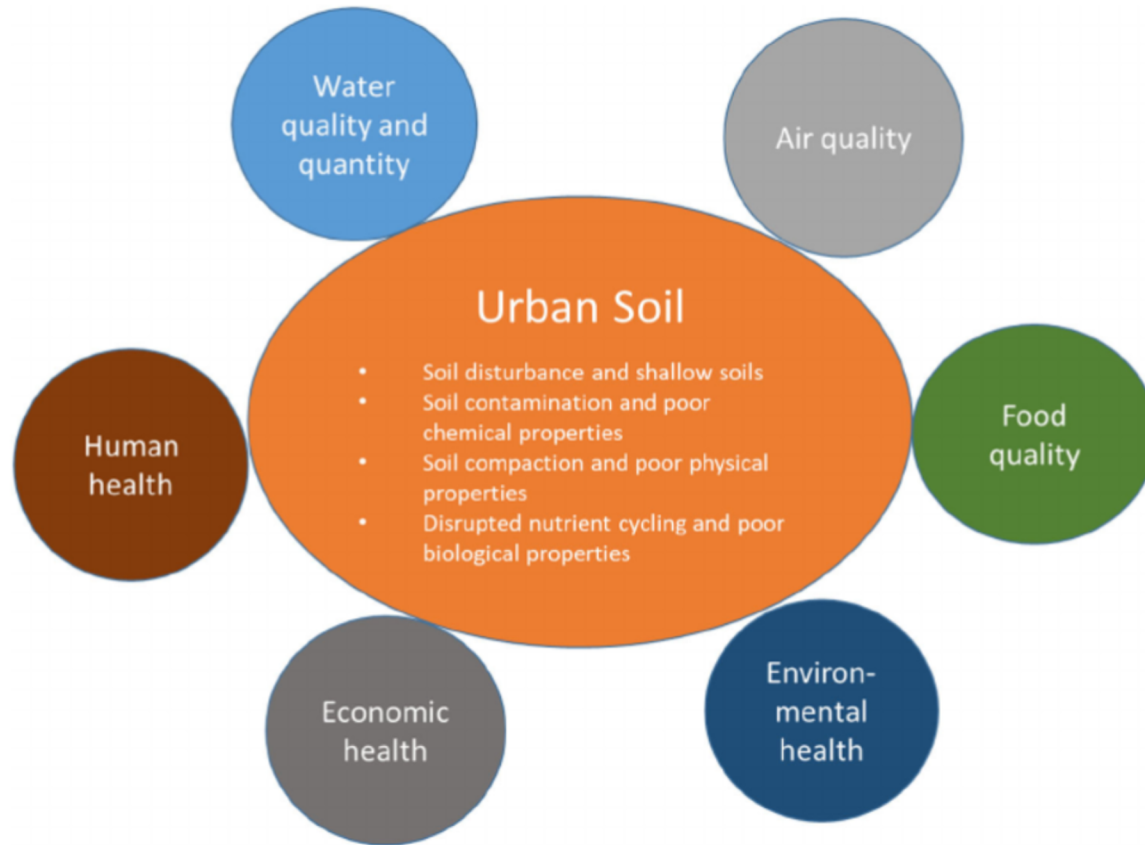 Water
quality and
quantity
Air quality
Urban Soil
• Soil disturbance and shallow soils
• Soil contamination and poor
chemical properties
• Soil compaction and poor physical
properties
• Disrupted nutrient cycling and poor
biological properties
Human
health
Food
quality
Economic
health
Environ-
mental
health